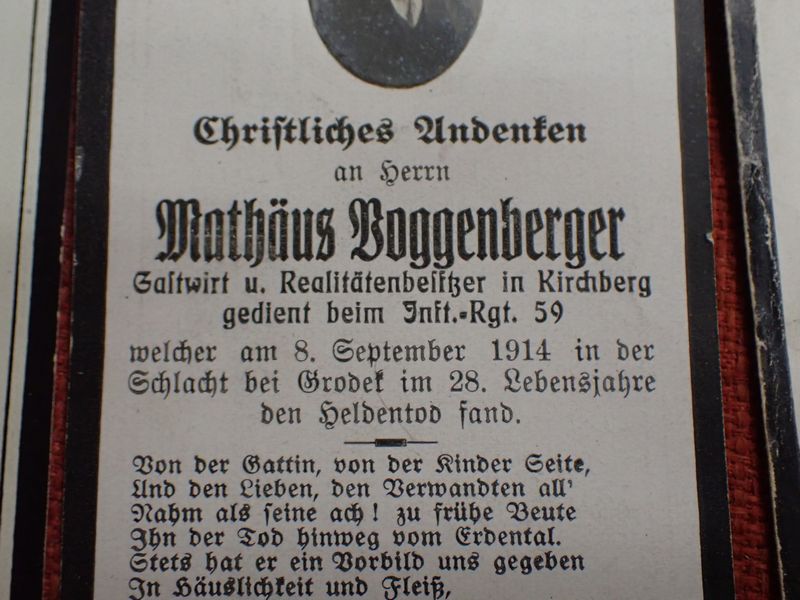 Christliches Andenken
an Herrn
Mathäus Voggenberger
Gastwirt u. Realitätenbesitzer in Kirchberg
gedient beim Inft.-Rgt. 59
welcher am 8. September 1914 in der
Schlacht bei Grodek im 28. Lebensjahre
den Heldentod fand.
Von der Gattin, von der Kinder Seite,
Und den Lieben, den Verwandten all'
Nahm als seine ach! zu frühe Beute
Ihn der Tod hinweg vom Erdental.
Stets hat er ein Vorbild uns gegeben
In Häuslichkeit und Fleiß,